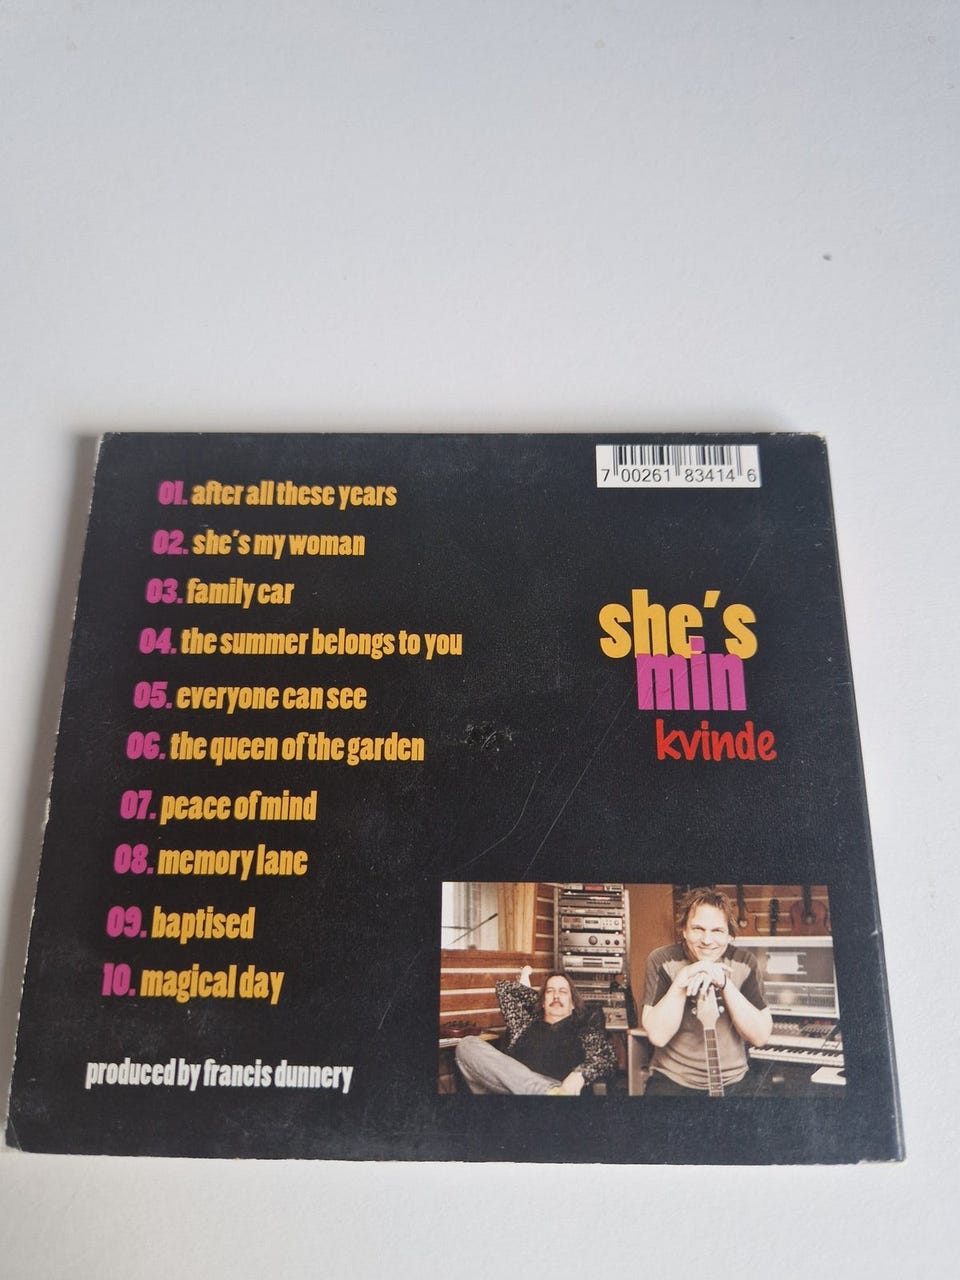 01. after all these years
02. she's my woman
03. family car
04. the summer belongs to you
05. everyone can see
06. the queen of the garden
07. peace of mind
08. memory lane
09. baptised
10. magical day
produced by francis dunnery
7 00261 83414 6
she's
min
kvinde